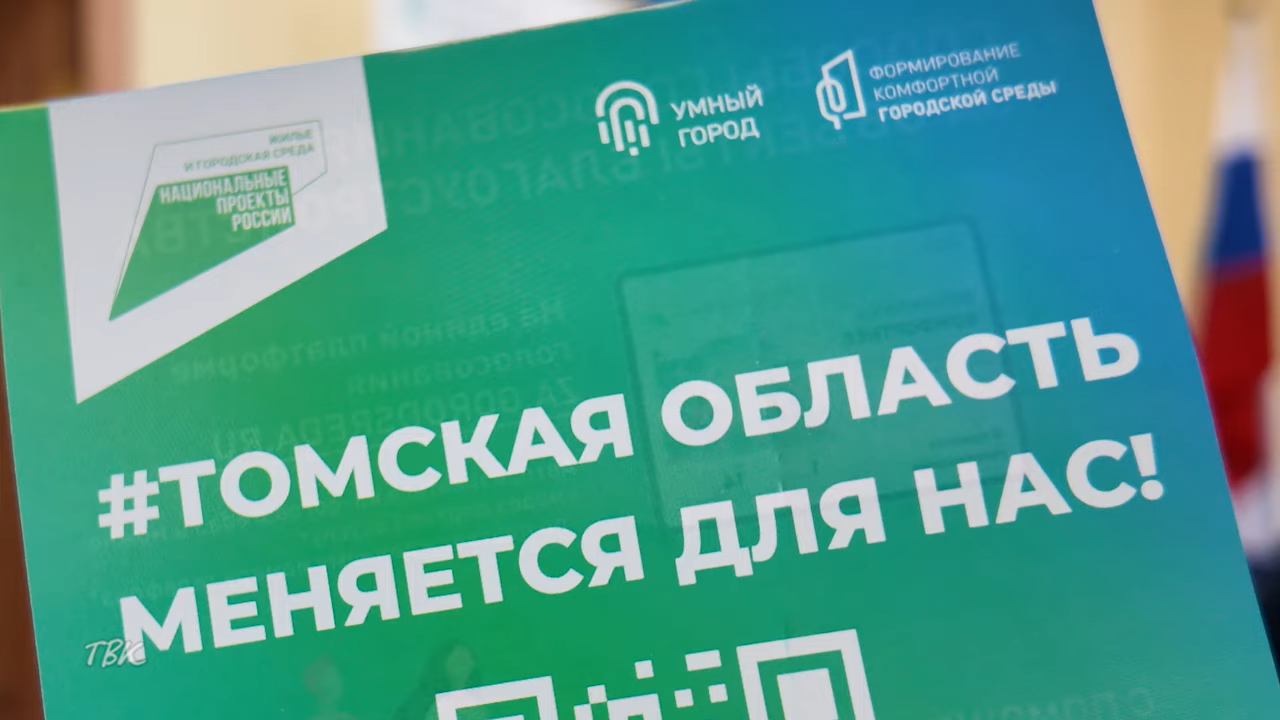 ЖИЛЬЕ
И ГОРОДСКАЯ СРЕДА
НАЦИОНАЛЬНЫЕ
ПРОЕКТЫ
РОССИИ
УМНЫЙ
ГОРОД
ФОРМИРОВАНИЕ
КОМФОРТНОЙ
ГОРОДСКОЙ СРЕДЫ
#ТОМСКАЯ ОБЛАСТЬ
МЕНЯЕТСЯ ДЛЯ НАС!
ТВК